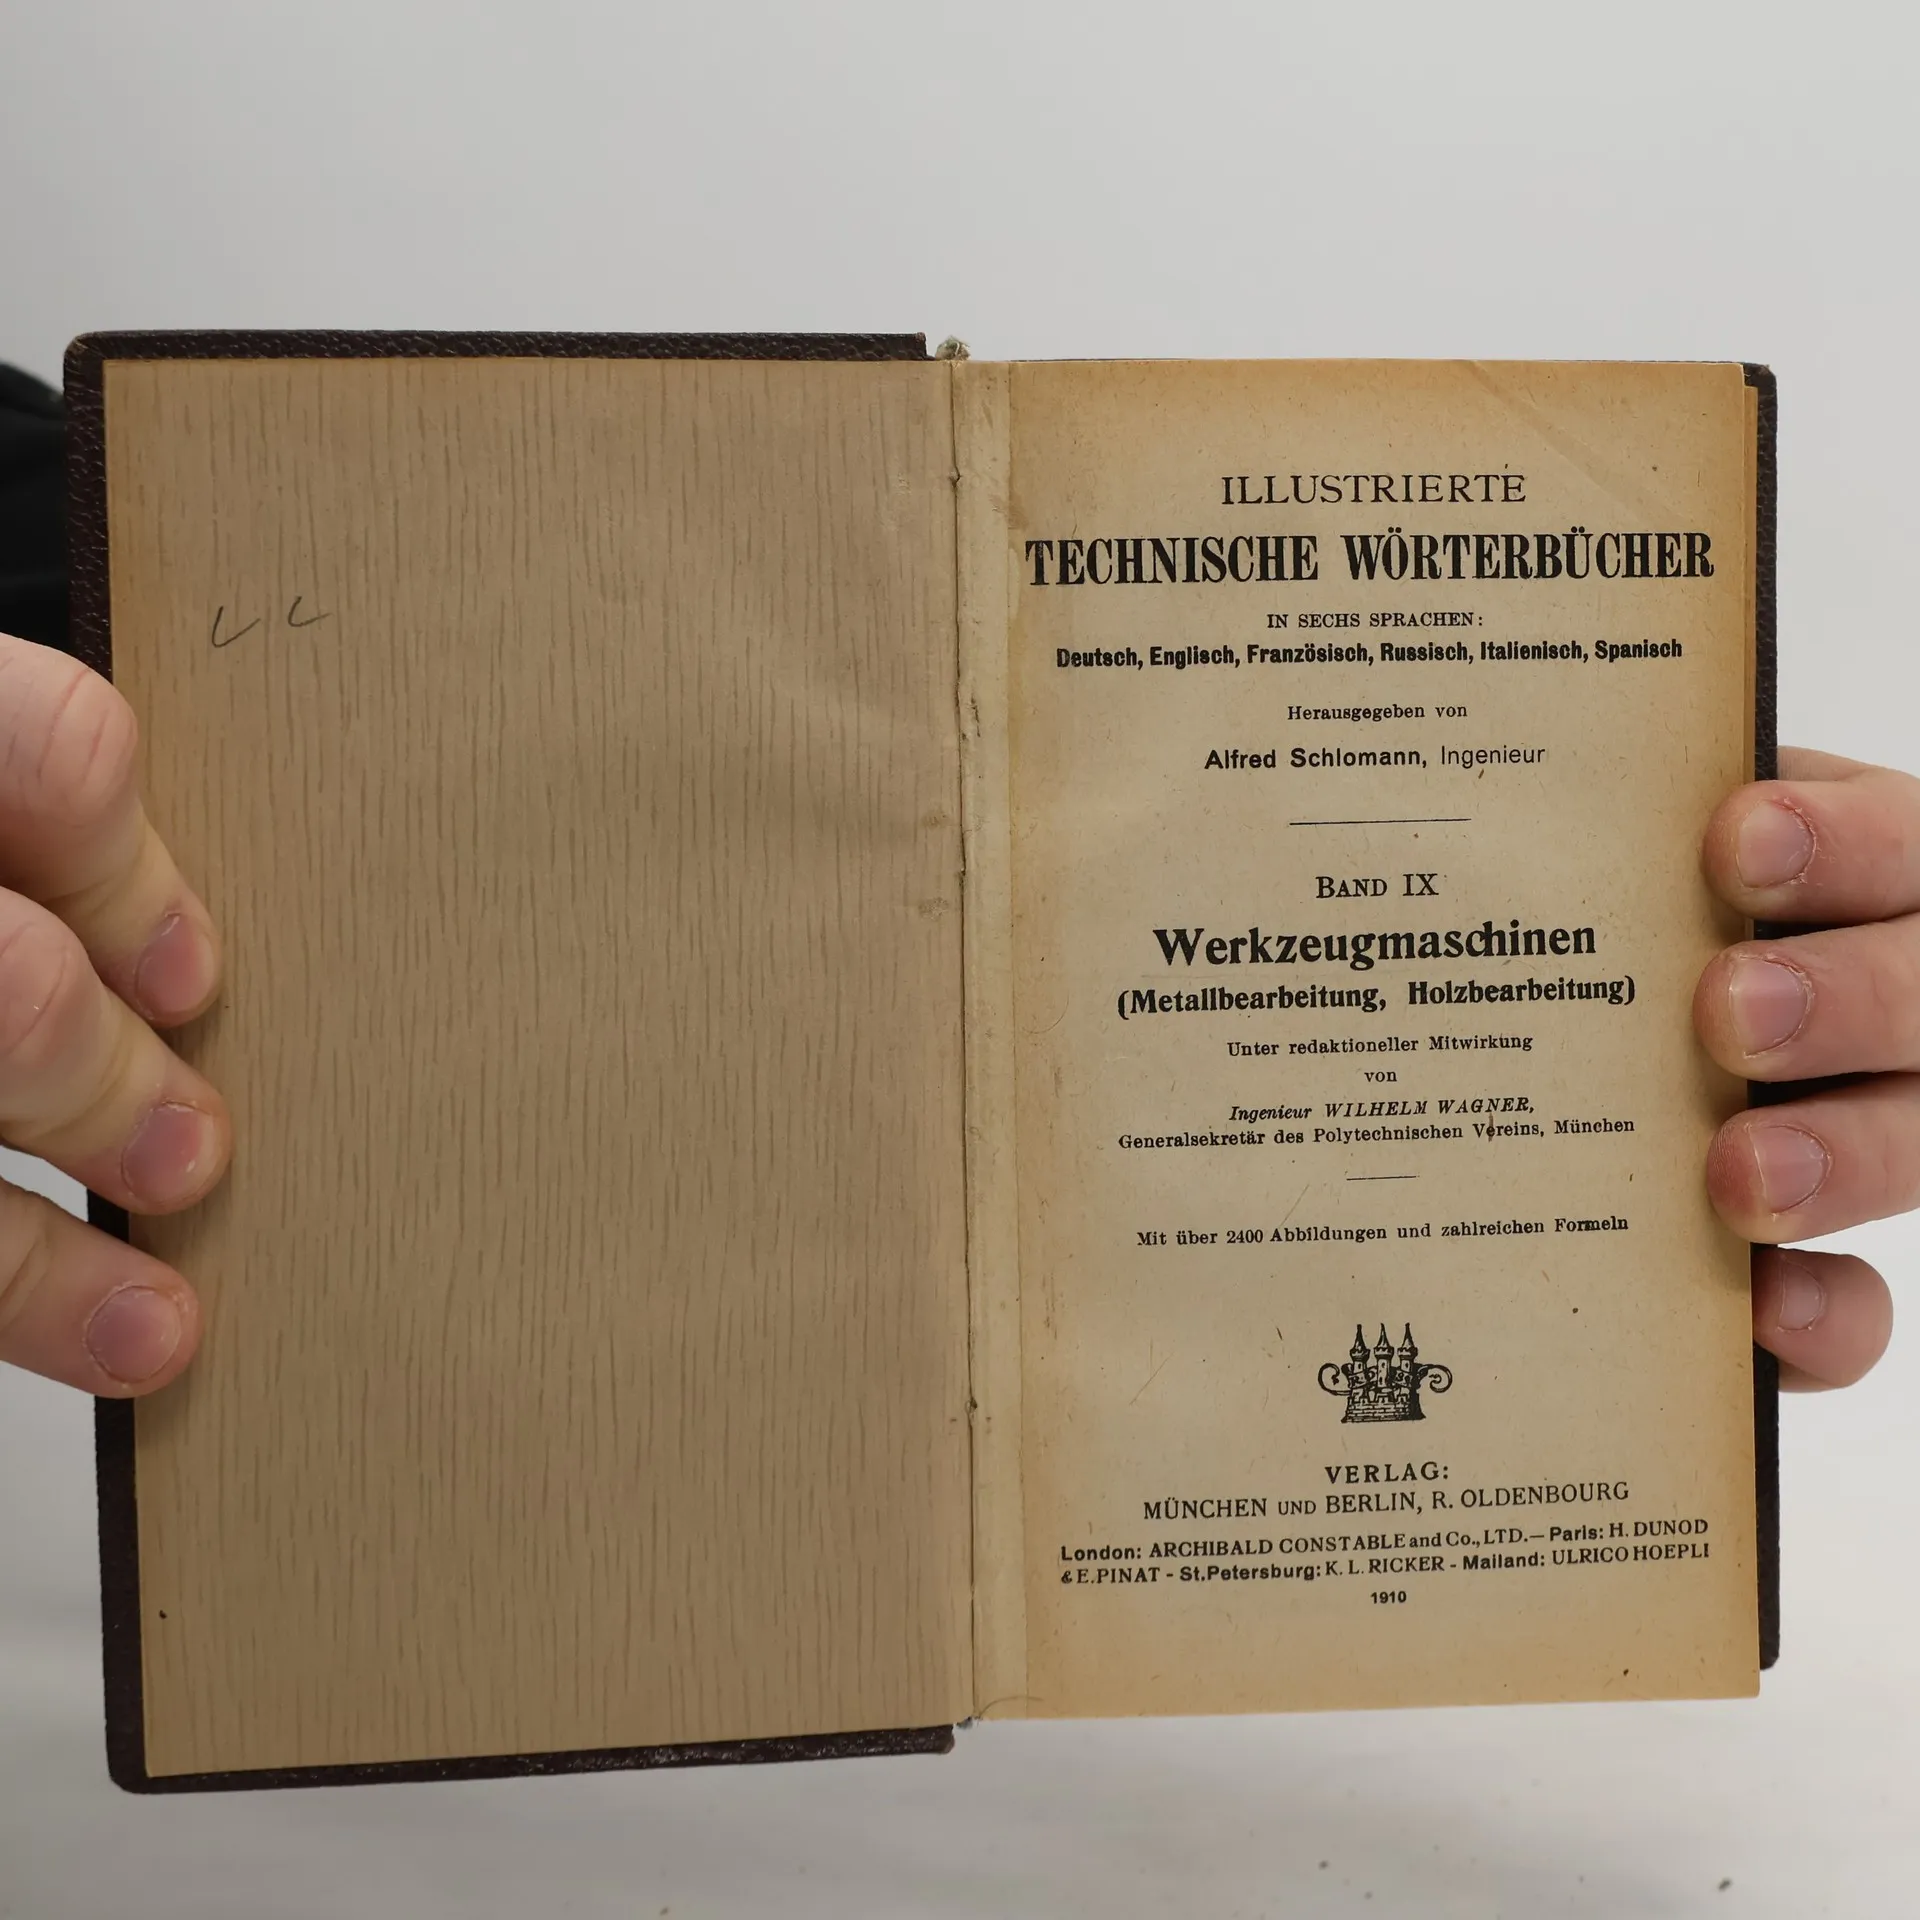 L L
ILLUSTRIERTE
TECHNISCHE WÖRTERBÜCHER
IN SECHS SPRACHEN:
Deutsch, Englisch, Französisch, Russisch, Italienisch, Spanisch
Herausgegeben von
Alfred Schlomann, Ingenieur
BAND IX
Werkzeugmaschinen
(Metallbearbeitung, Holzbearbeitung)
Unter redaktioneller Mitwirkung
von
Ingenieur WILHELM WAGNER,
Generalsekretär des Polytechnischen Vereins, München
Mit über 2400 Abbildungen und zahlreichen Formeln
VERLAG:
MÜNCHEN UND BERLIN, R. OLDENBOURG
London: ARCHIBALD CONSTABLE and Co., LTD. — Paris: H. DUNOD
& E. PINAT - St. Petersburg: K. L. RICKER - Mailand: ULRICO HOEPLI
1910